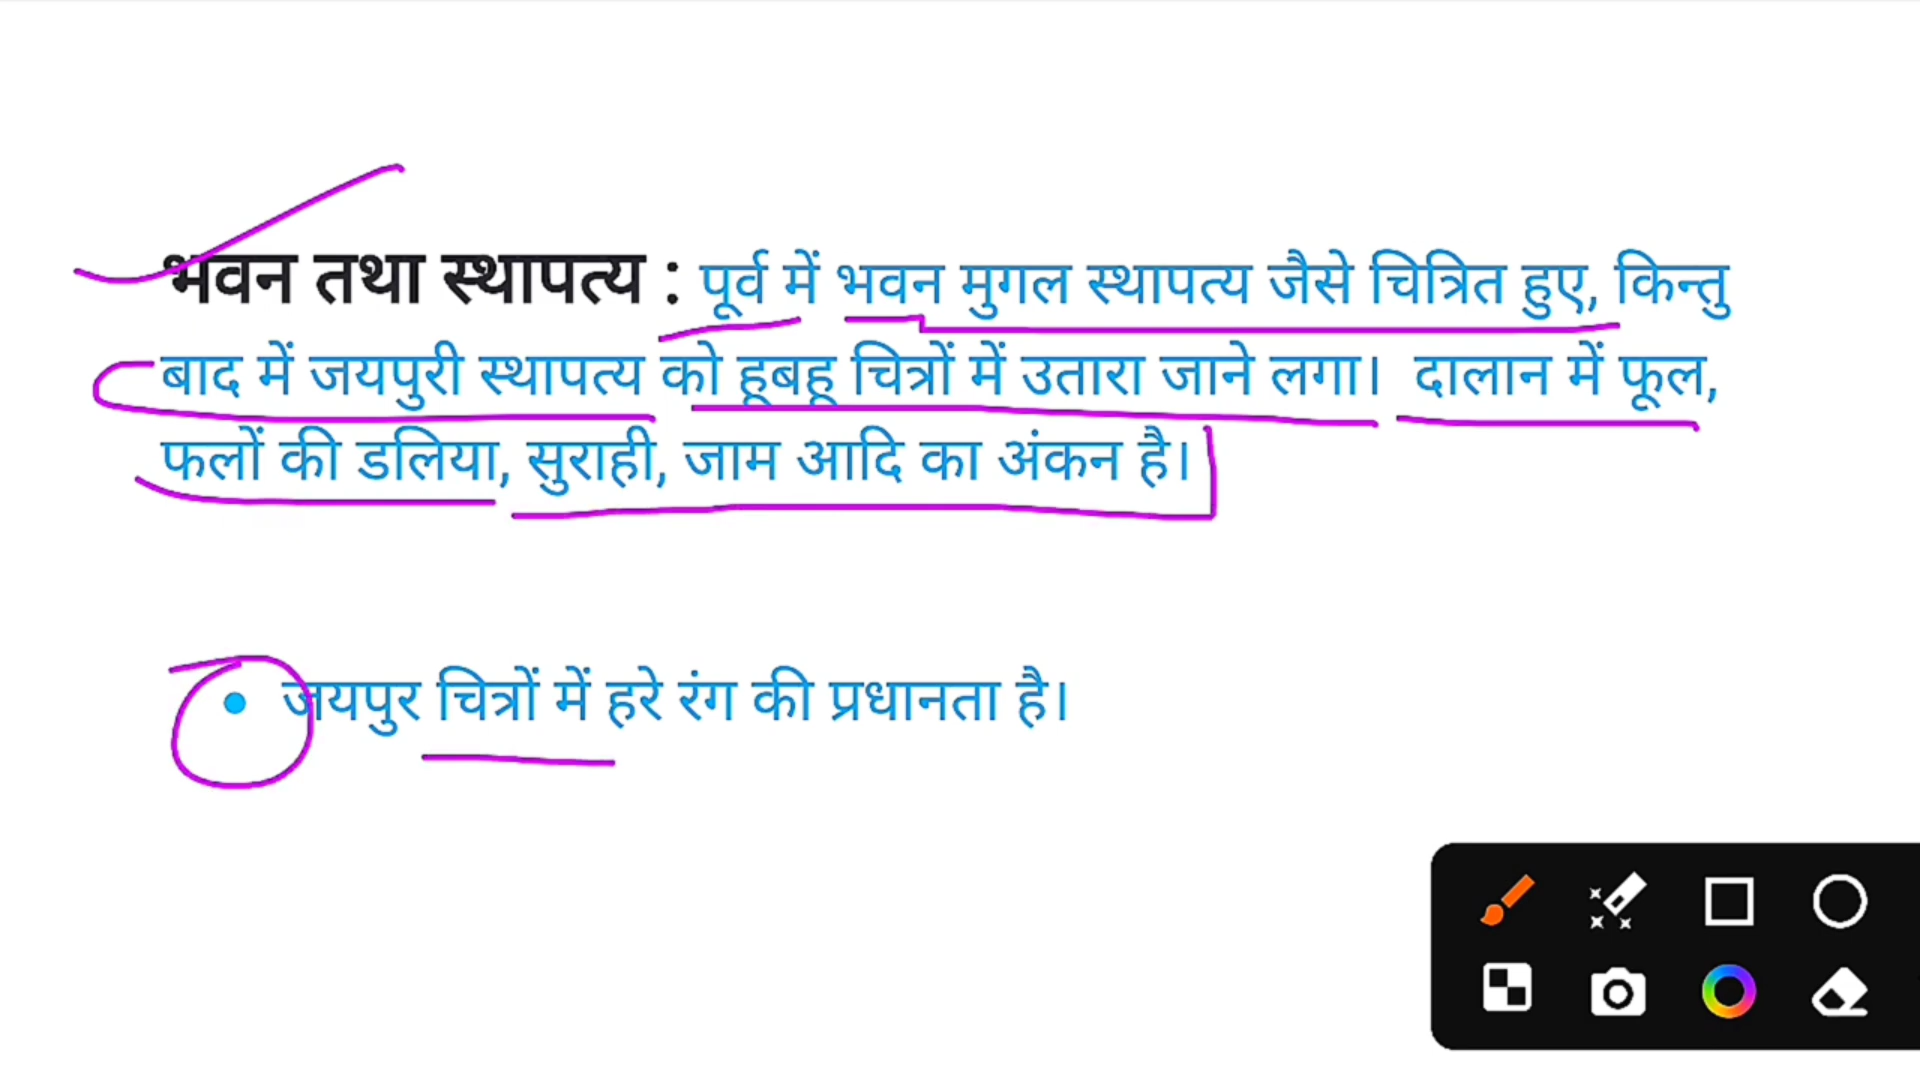 भवन तथा स्थापत्य : पूर्व में भवन मुगल स्थापत्य जैसे चित्रित हुए, किन्तु
बाद में जयपुरी स्थापत्य को हूबहू चित्रों में उतारा जाने लगा। दालान में फूल,
फलों की डलिया, सुराही, जाम आदि का अंकन है।
• जयपुर चित्रों में हरे रंग की प्रधानता है।